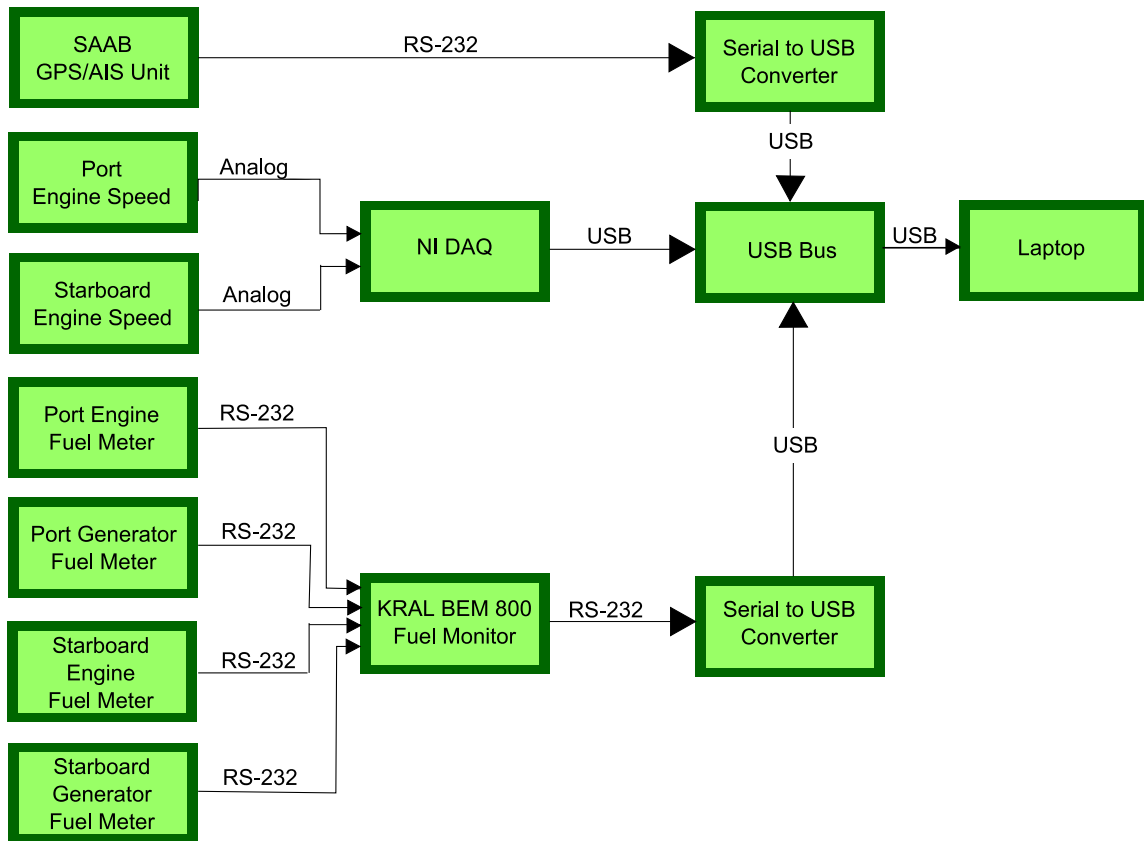 SAAB
GPS/AIS Unit
RS-232
Serial to USB
Converter
USB
Port
Engine Speed
Analog
NI DAQ
USB
USB Bus
USB
Laptop
Starboard
Engine Speed
Analog
Port Engine
Fuel Meter
RS-232
USB
Port Generator
Fuel Meter
RS-232
KRAL BEM 800
Fuel Monitor
RS-232
Serial to USB
Converter
Starboard
Engine
Fuel Meter
RS-232
Starboard
Generator
Fuel Meter
RS-232